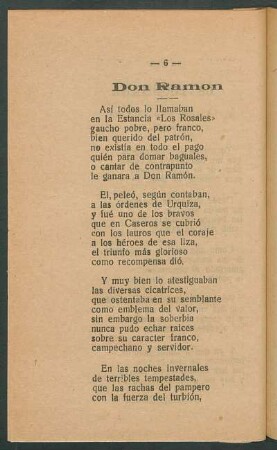 — 6 —
Don Ramon
Así todos lo llamaban
en la Estancia «Los Rosales»
gaucho pobre, pero franco,
bien querido del patrón,
no existia en todo el pago
quién para domar baguales,
o cantar de contrapunto
le ganara a Don Ramón.
El, peleó, según contaban,
a las órdenes de Urquiza,
y fué uno de los bravos
que en Caseros se cubrió
con los lauros que el coraje
a los héroes de esa liza,
el triunfo más glorioso
como recompensa dió.
Y muy bien lo atestiguaban
las diversas cicatrices,
que ostentaba en su semblante
como emblema del valor,
sin embargo la soberbia
nunca pudo echar raices
sobre su caracter franco,
campechano y servidor.
En las noches invernales
de terribles tempestades,
que las rachas del pampero
con la fuerza del turbión,